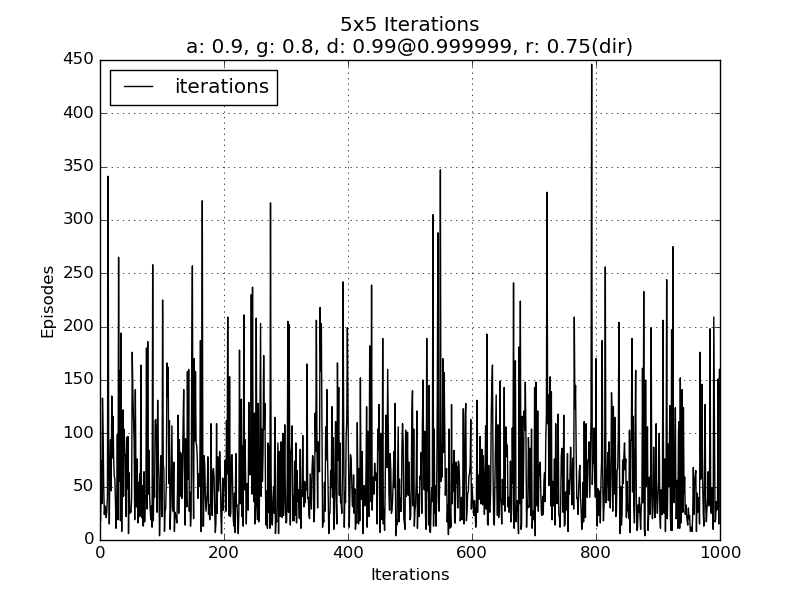 5x5 Iterations
a: 0.9, g: 0.8, d: 0.99@0.999999, r: 0.75(dir)
iterations
450
400
350
300
250
200
150
100
50
0
Episodes
0 200 400 600 800 1000
Iterations